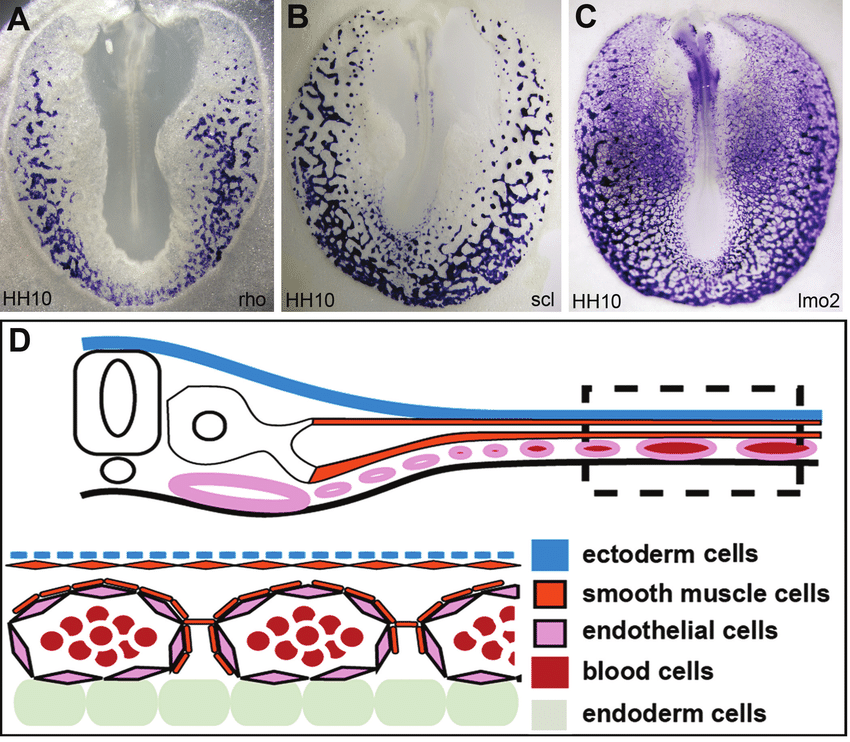 A
B
C
HH10
rho
HH10
scl
HH10
lmo2
D
ectoderm cells
smooth muscle cells
endothelial cells
blood cells
endoderm cells